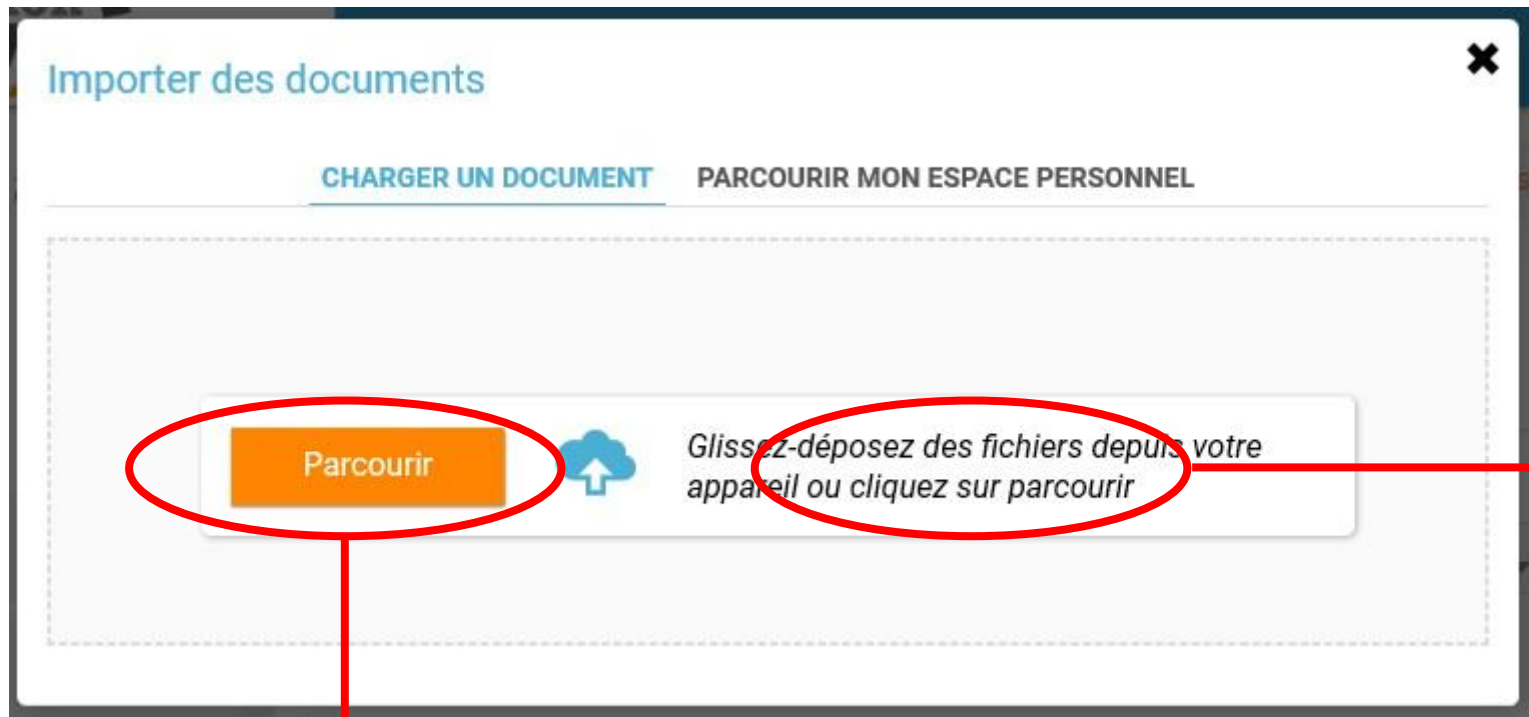 Importer des documents
CHARGER UN DOCUMENT PARCOURIR MON ESPACE PERSONNEL
Parcourir
Glissez-déposez des fichiers depuis votre
appareil ou cliquez sur parcourir